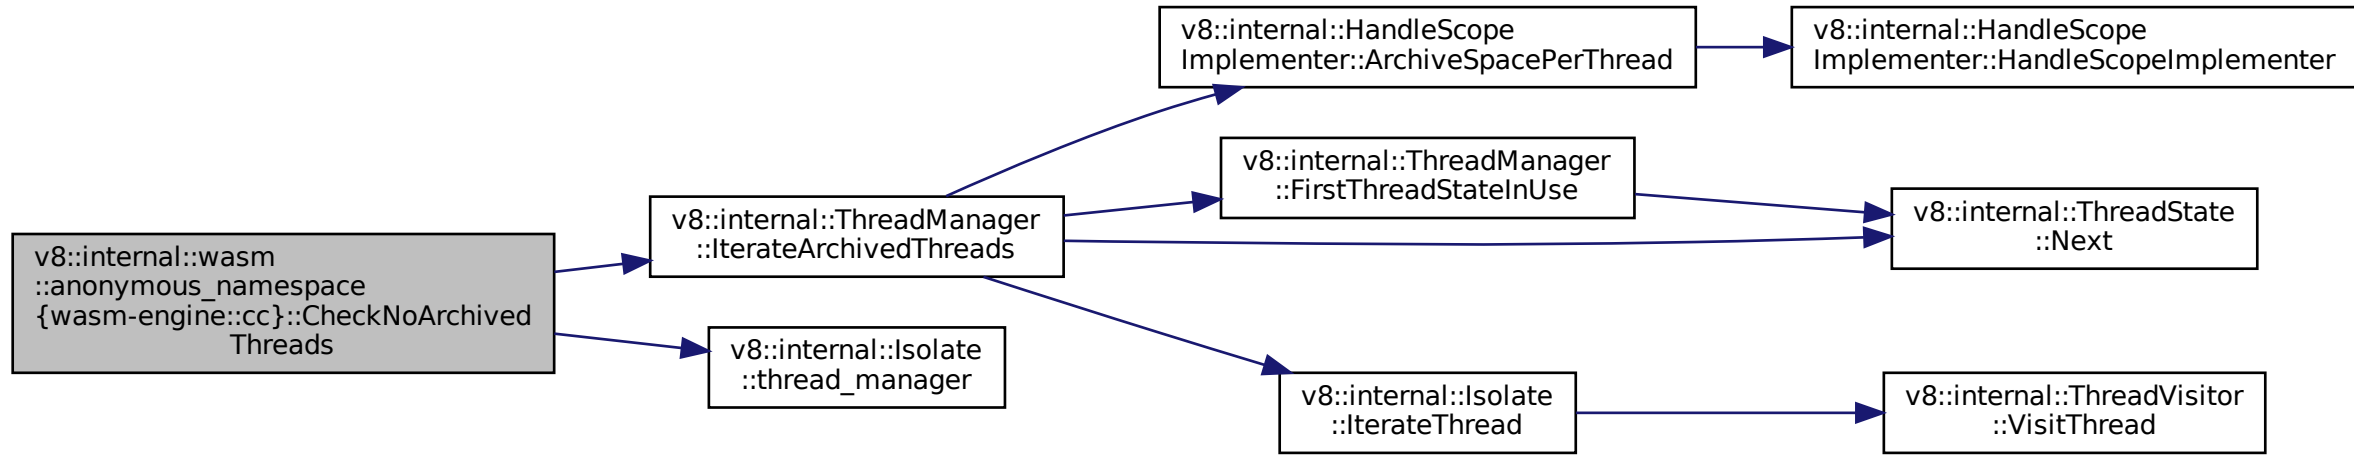 v8::internal::wasm
::anonymous_namespace
{wasm-engine::cc}::CheckNoArchived
Threads
v8::internal::ThreadManager
::IterateArchivedThreads
v8::internal::Isolate
::thread_manager
v8::internal::HandleScope
Implementer::ArchiveSpacePerThread
v8::internal::ThreadManager
::FirstThreadStateInUse
v8::internal::Isolate
::IterateThread
v8::internal::HandleScope
Implementer::HandleScopeImplementer
v8::internal::ThreadState
::Next
v8::internal::ThreadVisitor
::VisitThread